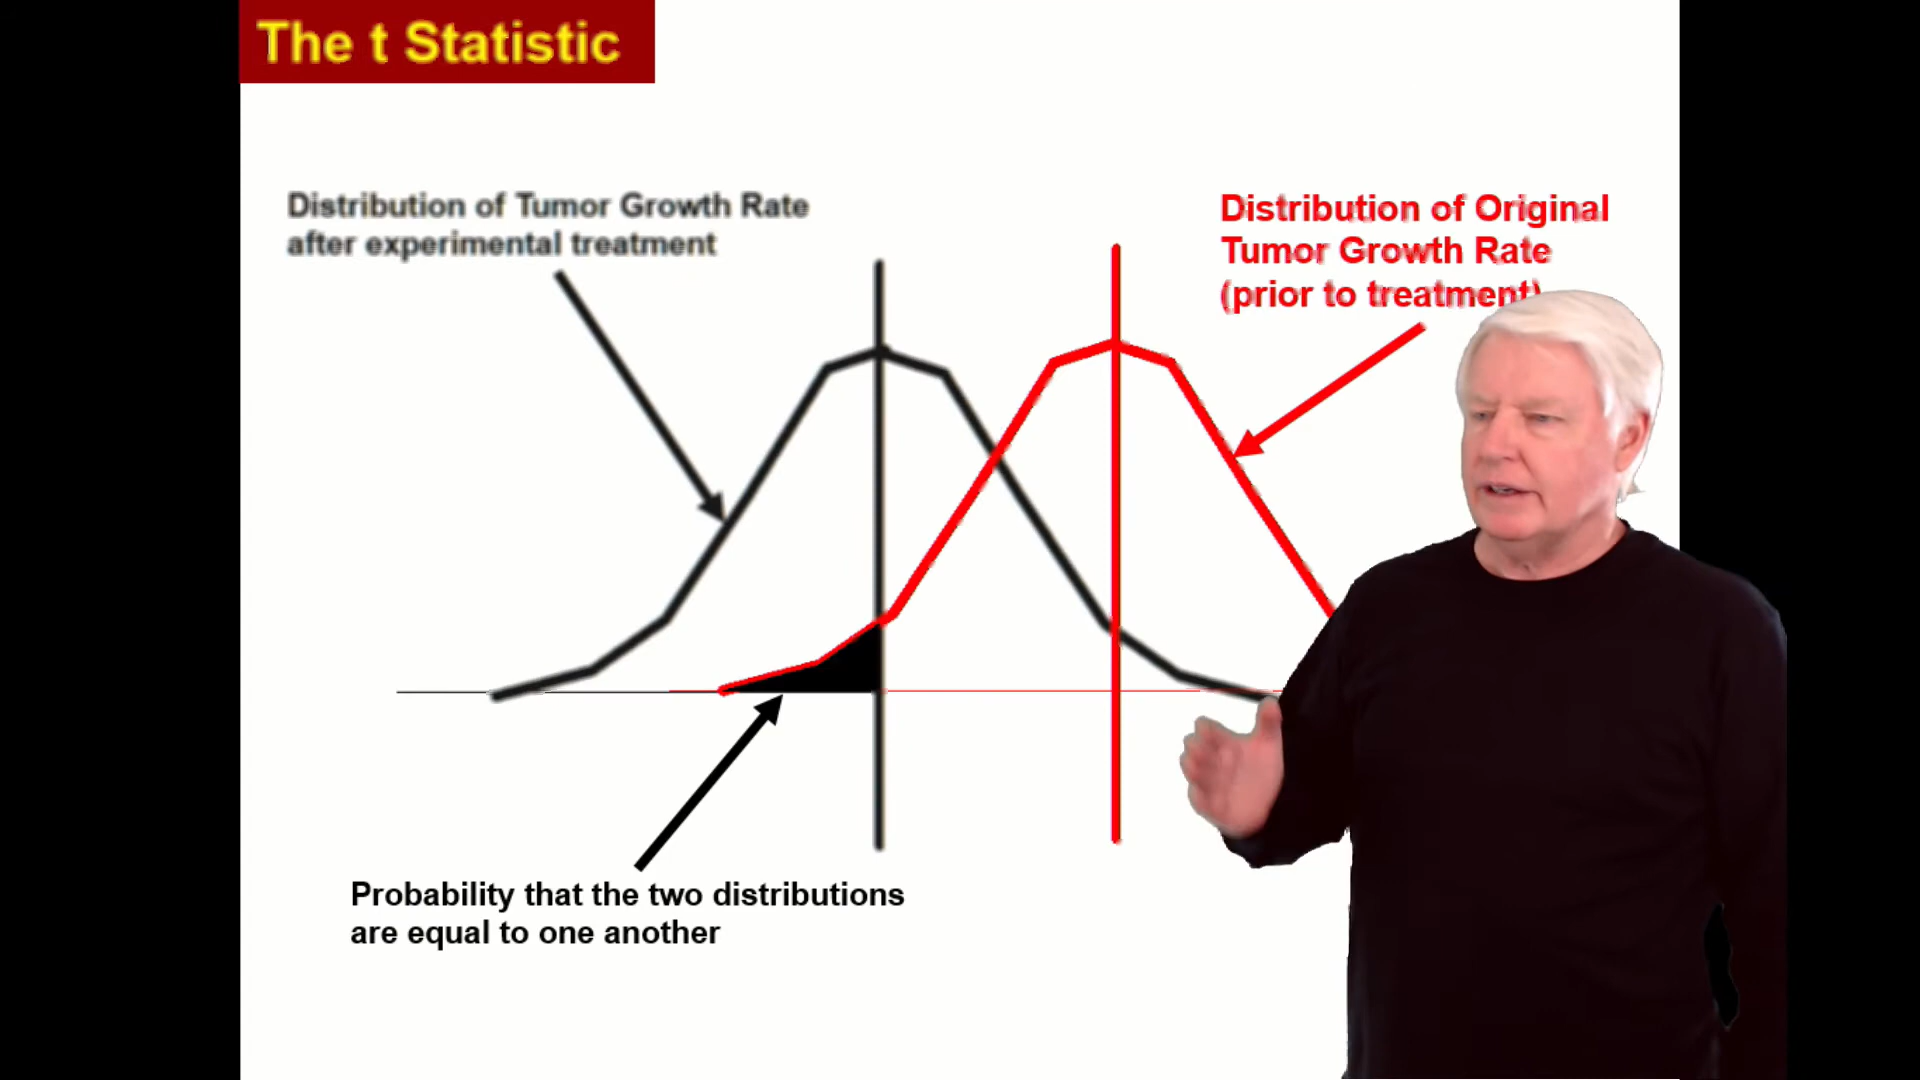 The t Statistic
Distribution of Tumor Growth Rate
after experimental treatment
Distribution of Original
Tumor Growth Rate
(prior to treatment)
Probability that the two distributions
are equal to one another